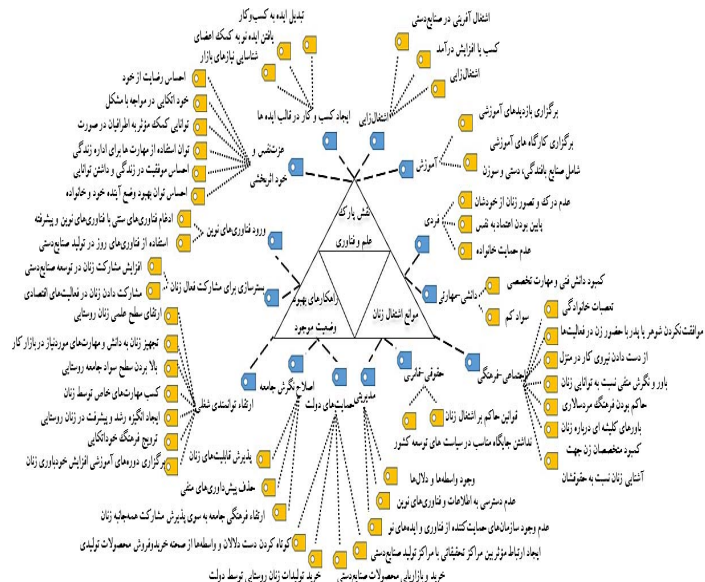 تبدیل ایده به کسب‌وکار
یافتن ایده نو به کمک اعضای
شناسایی نیازهای بازار
ایجاد کسب و کار در قالب ایده ها
اشتغال آفرینی در صنایع‌دستی
کسب یا افزایش درآمد
اشتغال‌زایی
اشتغال‌زایی
برگزاری بازدیدهای آموزشی
برگزاری کارگاه های آموزشی
شامل صنایع بافندگی، دستی و سوزن
آموزش
احساس رضایت از خود
خود اتکایی در مواجه با مشکل
توانایی کمک مؤثر به اطرافیان در صورت
توان استفاده از مهارت ها برای اداره زندگی
احساس موفقیت در زندگی و داشتن توانایی
احساس توان بهبود وضع آینده خود و خانواده
عزت‌نفس و
خود اثربخشی
نقش پارک
علم و فناوری
عدم درک و تصور زنان از خودشان
پایین بودن اعتماد به نفس
عدم حمایت خانواده
فردی
ادغام فناوری‌های سنتی با فناوری‌های نوین و پیشرفته
استفاده از فناوری‌های روز در تولید صنایع‌دستی
ورود فناوری‌های نوین
افزایش مشارکت زنان در توسعه صنایع‌دستی
مشارکت دادن زنان در فعالیت‌های اقتصادی
بسترسازی برای مشارکت فعال زنان
کمبود دانش فنی و مهارت تخصصی
سواد کم
دانشی-مهارتی
راهکارهای بهبود
وضعیت موجود
موانع اشتغال زنان
ارتقای سطح علمی زنان روستایی
تجهیز زنان به دانش و مهارت‌های موردنیاز در بازار کار
بالا بردن سطح سواد جامعه روستایی
کسب مهارت‌های خاص توسط زنان
ایجاد انگیزه رشد و پیشرفت در زنان روستایی
ترویج فرهنگ خوداتکایی
برگزاری دوره‌های آموزشی افزایش خودباوری زنان
ارتقاء توانمندی شغلی
تعصبات خانوادگی
موافقت‌نکردن شوهر یا پدر با حضور زن در فعالیت‌ها
از دست دادن نیروی کار در منزل
باور و نگرش منفی نسبت به توانایی زنان
حاکم بودن فرهنگ مردسالاری
باورهای کلیشه ای درباره زنان
کمبود متخصصان زن جهت
آشنایی زنان نسبت به حقوقشان
اجتماعی-فرهنگی
حقوقی-قانونی
قوانین حاکم بر اشتغال زنان
نداشتن جایگاه مناسب در سیاست های توسعه کشور
اصلاح نگرش جامعه
پذیرش قابلیت‌های زنان
حذف پیش‌داوری‌های منفی
ارتقاء فرهنگی جامعه به سوی پذیرش مشارکت همه‌جانبه زنان
حمایت‌های دولت
کوتاه کردن دست دلالان و واسطه‌ها از صحنه خریدوفروش محصولات تولیدی
خرید تولیدات زنان روستایی توسط دولت
خرید و بازاریابی محصولات صنایع‌دستی
مدیریتی
وجود واسطه‌ها و دلال‌ها
عدم دسترسی به اطلاعات و فناوری‌های نوین
عدم وجود سازمان‌های حمایت‌کننده از فناوری و ایده‌های نو
ایجاد ارتباط مؤثر بین مراکز تحقیقاتی با مراکز تولید صنایع‌دستی